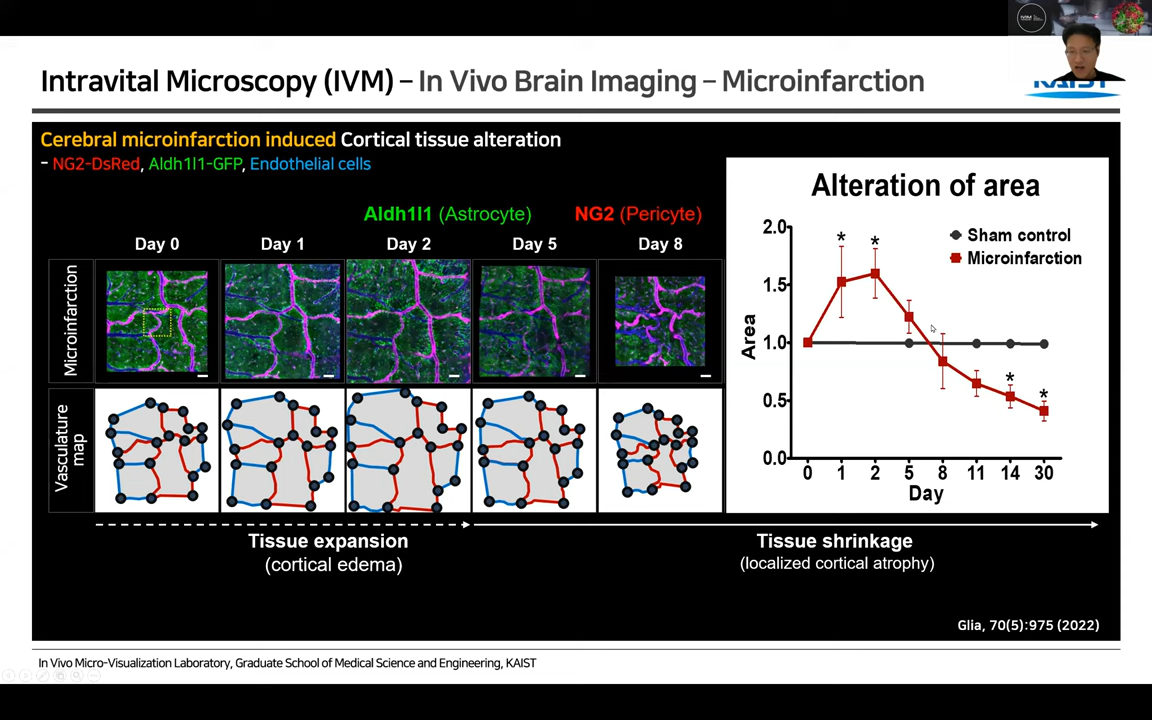 Intravital Microscopy (IVM) – In Vivo Brain Imaging – Microinfarction
KAIST
Cerebral microinfarction induced Cortical tissue alteration
– NG2-DsRed, Aldh1l1-GFP, Endothelial cells
Aldh1l1 (Astrocyte) NG2 (Pericyte)
Day 0 Day 1 Day 2 Day 5 Day 8
Microinfarction
Vasculature
map
Tissue expansion
(cortical edema)
Tissue shrinkage
(localized cortical atrophy)
Alteration of area
Sham control
Microinfarction
Area
2.0
1.5
1.0
0.5
0.0
* * * *
0 1 2 5 8 11 14 30
Day
Glia, 70(5):975 (2022)
In Vivo Micro-Visualization Laboratory, Graduate School of Medical Science and Engineering, KAIST